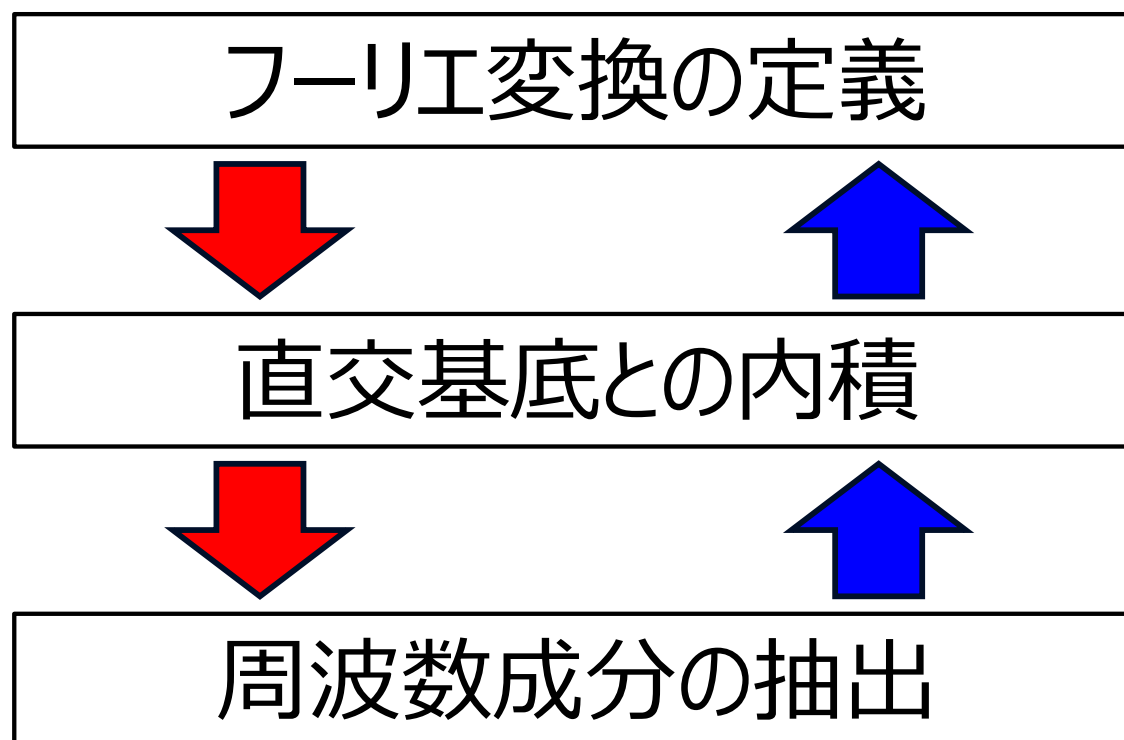 フーリエ変換の定義
直交基底との内積
周波数成分の抽出